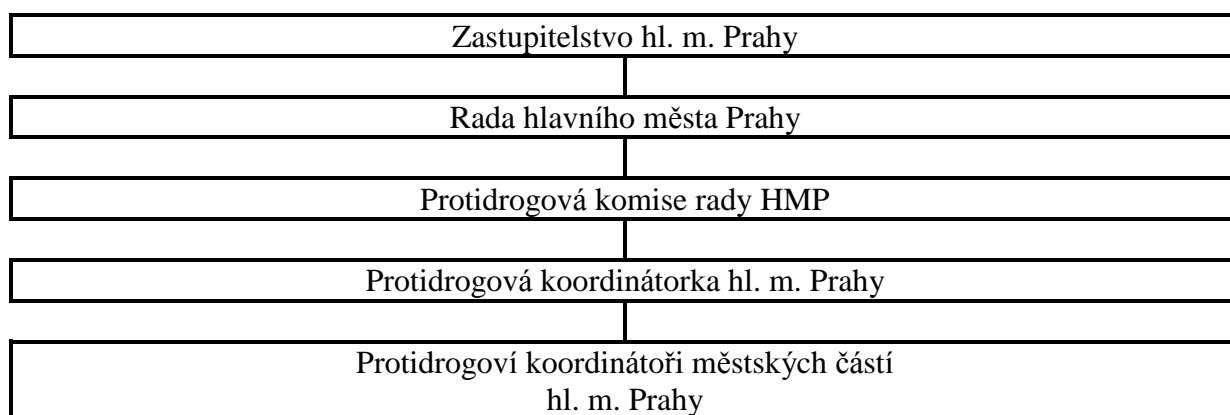 Zastupitelstvo hl. m. Prahy
Rada hlavního města Prahy
Protidrogová komise rady HMP
Protidrogová koordinátorka hl. m. Prahy
Protidrogoví koordinátoři městských částí
hl. m. Prahy